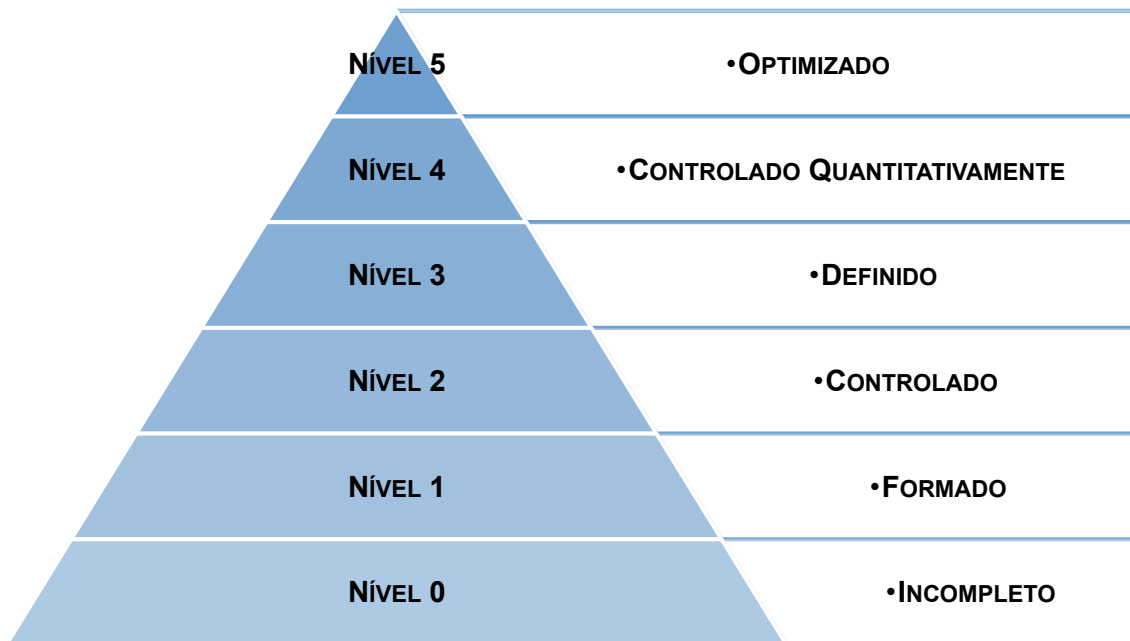 Nível 5
•Optimizado
Nível 4
•Controlado Quantitativamente
Nível 3
•Definido
Nível 2
•Controlado
Nível 1
•Formado
Nível 0
•Incompleto